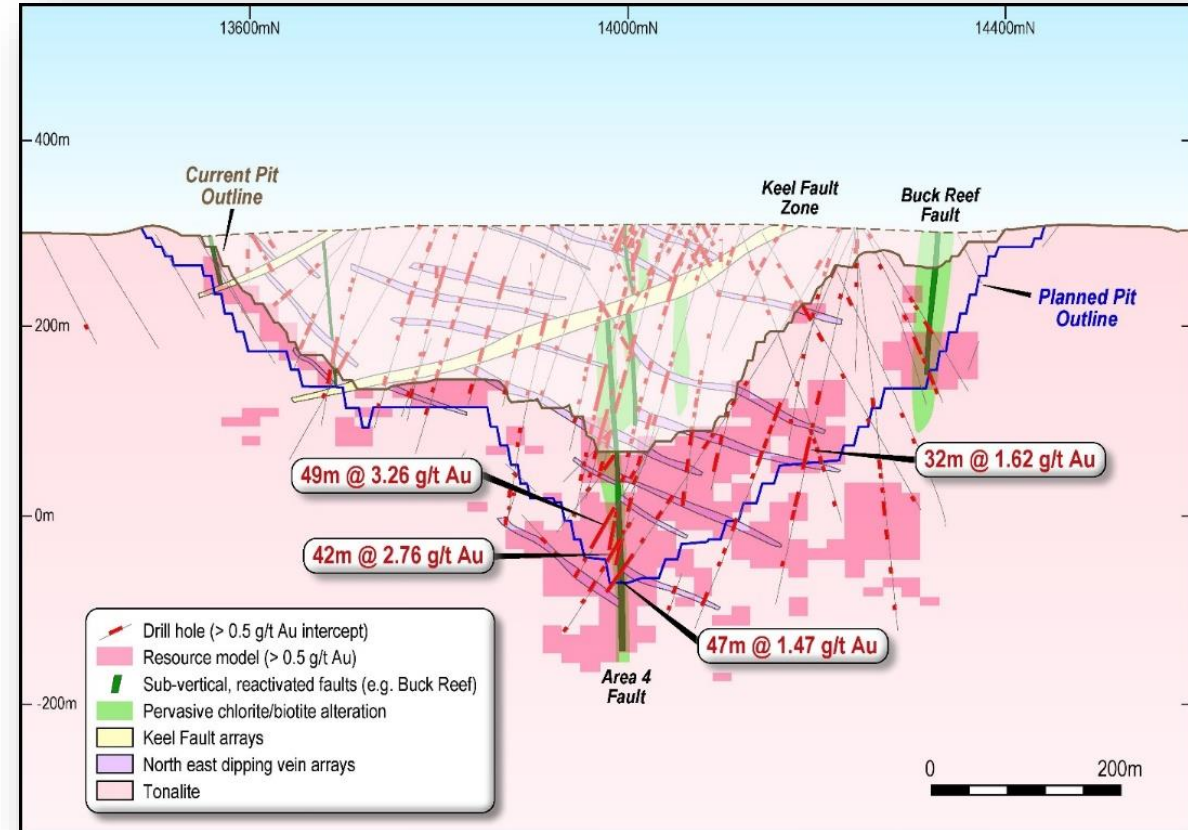 13600mN
14000mN
14400mN
400m
Current Pit
Outline
Keel Fault
Zone
Buck Reef
Fault
Planned Pit
Outline
200m
49m @ 3.26 g/t Au
32m @ 1.62 g/t Au
0m
42m @ 2.76 g/t Au
47m @ 1.47 g/t Au
Area 4
Fault
-200m
Drill hole (> 0.5 g/t Au intercept)
Resource model (> 0.5 g/t Au)
Sub-vertical, reactivated faults (e.g. Buck Reef)
Pervasive chlorite/biotite alteration
Keel Fault arrays
North east dipping vein arrays
Tonalite
0
200m